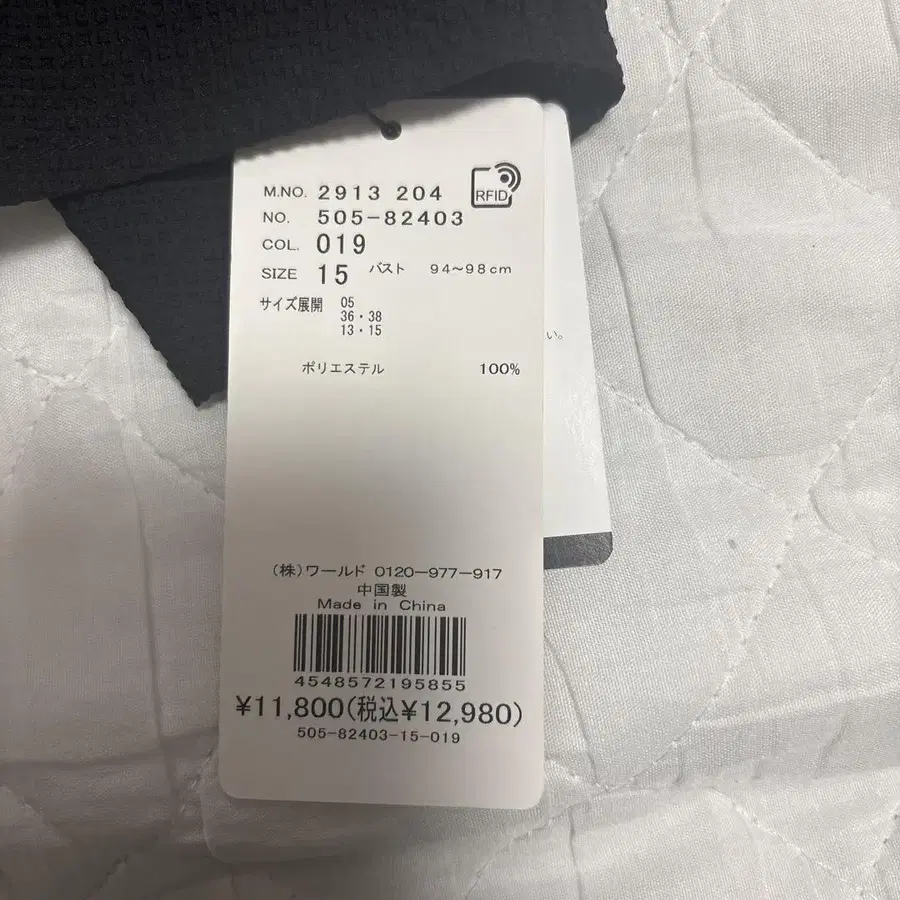 M.NO. 2913 204
RFID
NO. 505-82403
COL. 019
SIZE 15 バスト 94～98cm
サイズ展開 05
36・38
13・15
い。
ポリエステル 100%
(株)ワールド 0120-977-917
中国製
Made in China
4548572195855
¥11,800(税込¥12,980)
505-82403-15-019